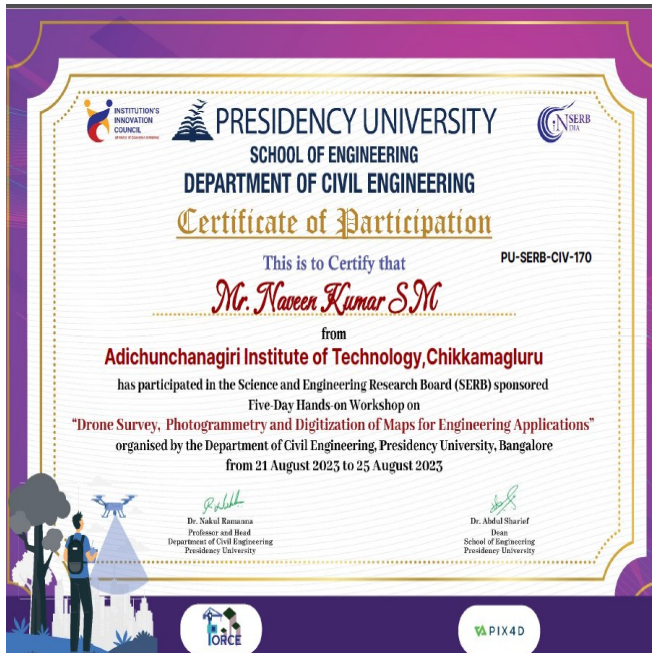 INSTITUTION'S
INNOVATION
COUNCIL
PRESIDENCY UNIVERSITY
SERB
INDIA
SCHOOL OF ENGINEERING
DEPARTMENT OF CIVIL ENGINEERING
Certificate of Participation
This is to Certify that
PU-SERB-CIV-170
Mr. Naveen Kumar S.M
from
Adichunchanagiri Institute of Technology,Chikkamagluru
has participated in the Science and Engineering Research Board (SERB) sponsored
Five-Day Hands-on Workshop on
“Drone Survey, Photogrammetry and Digitization of Maps for Engineering Applications”
organised by the Department of Civil Engineering, Presidency University, Bangalore
from 21 August 2023 to 25 August 2023
Dr. Nakul Ramanna
Professor and Head
Department of Civil Engineering
Presidency University
Dr. Abdul Sharief
Dean
School of Engineering
Presidency University
FORCE
PIX4D